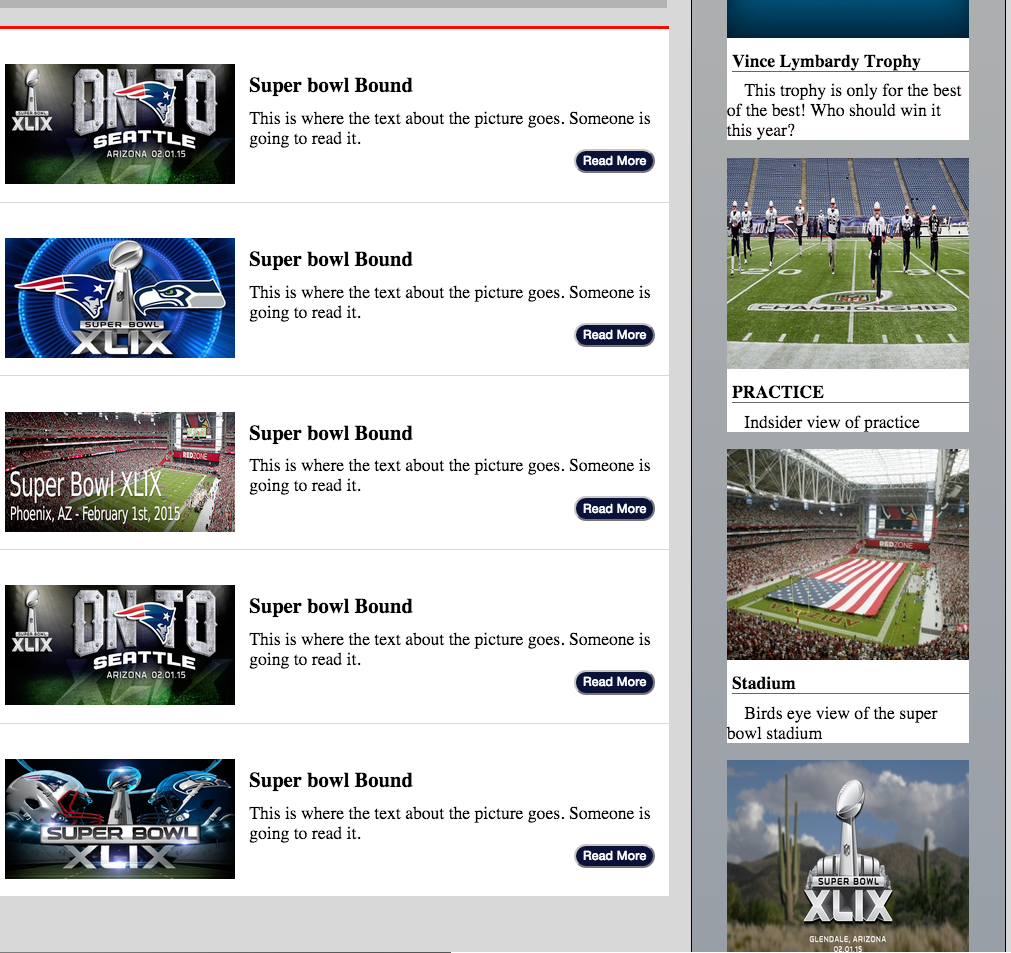 XLIX
ON TO
SEATTLE
ARIZONA 02.01.15
Super bowl Bound
This is where the text about the picture goes. Someone is
going to read it.
Read More
SUPER BOWL
XLIX
Super bowl Bound
This is where the text about the picture goes. Someone is
going to read it.
Read More
REDZONE
Super Bowl XLIX
Phoenix, AZ - February 1st, 2015
Super bowl Bound
This is where the text about the picture goes. Someone is
going to read it.
Read More
XLIX
ON TO
SEATTLE
ARIZONA 02.01.15
Super bowl Bound
This is where the text about the picture goes. Someone is
going to read it.
Read More
SUPER BOWL
XLIX
Super bowl Bound
This is where the text about the picture goes. Someone is
going to read it.
Read More
Vince Lymbardy Trophy
This trophy is only for the best
of the best! Who should win it
this year?
CHAMPIONSHIP
PRACTICE
Indsider view of practice
REDZONE
Stadium
Birds eye view of the super
bowl stadium
SUPER BOWL
XLIX
GLENDALE, ARIZONA
02.01.15